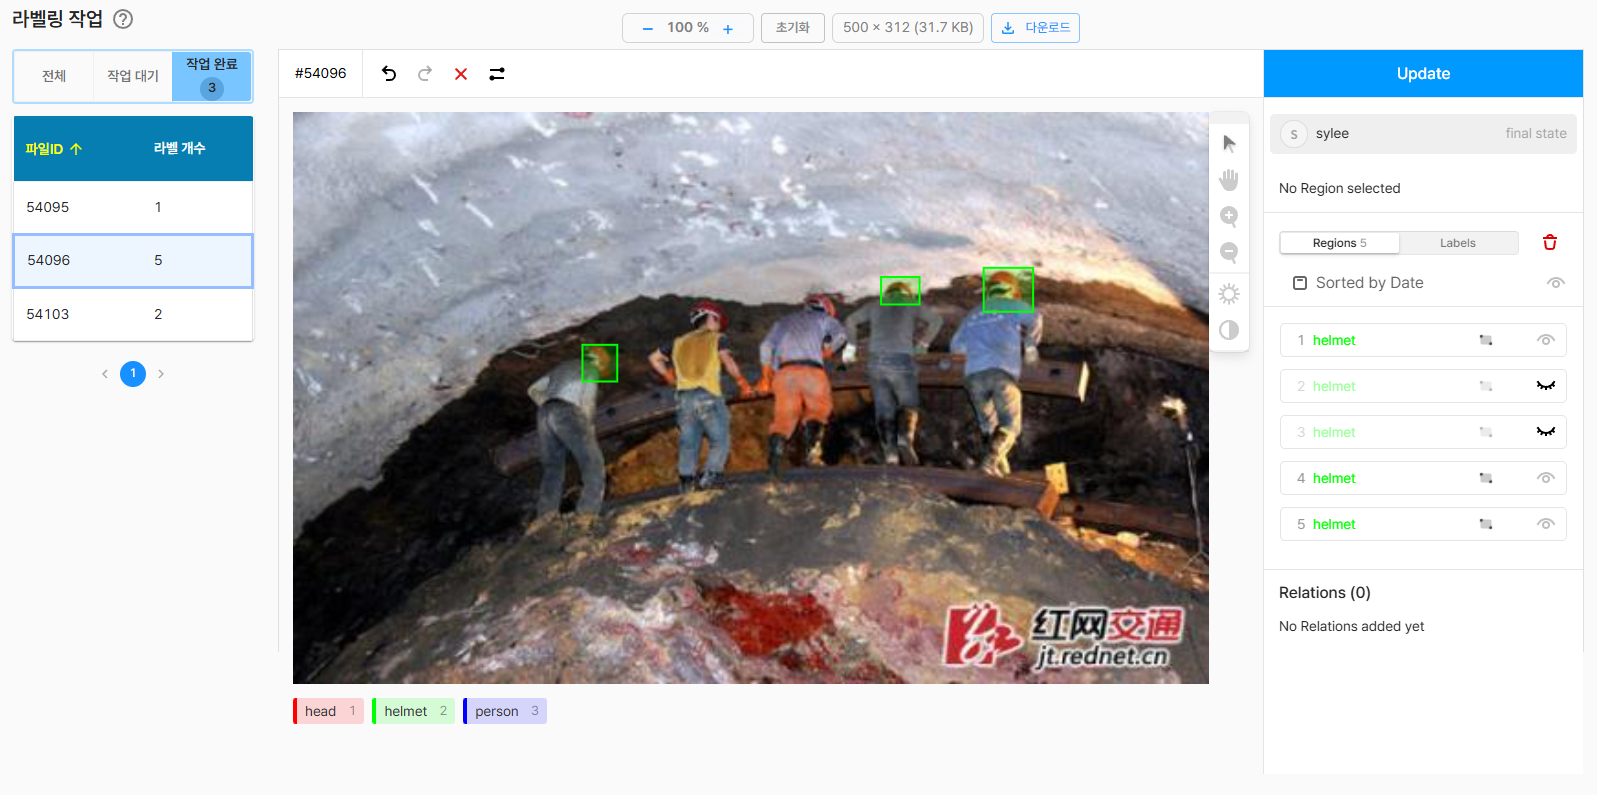 라벨링 작업
100 %
초기화
500 × 312 (31.7 KB)
다운로드
전체
작업 대기
작업 완료
3
#54096
Update
파일ID
라벨 개수
S
sylee
final state
54095
1
54096
5
54103
2
1
No Region selected
Regions 5
Labels
Sorted by Date
1 helmet
2 helmet
3 helmet
4 helmet
5 helmet
Relations (0)
No Relations added yet
红网交通
jt.rednet.cn
head 1
helmet 2
person 3